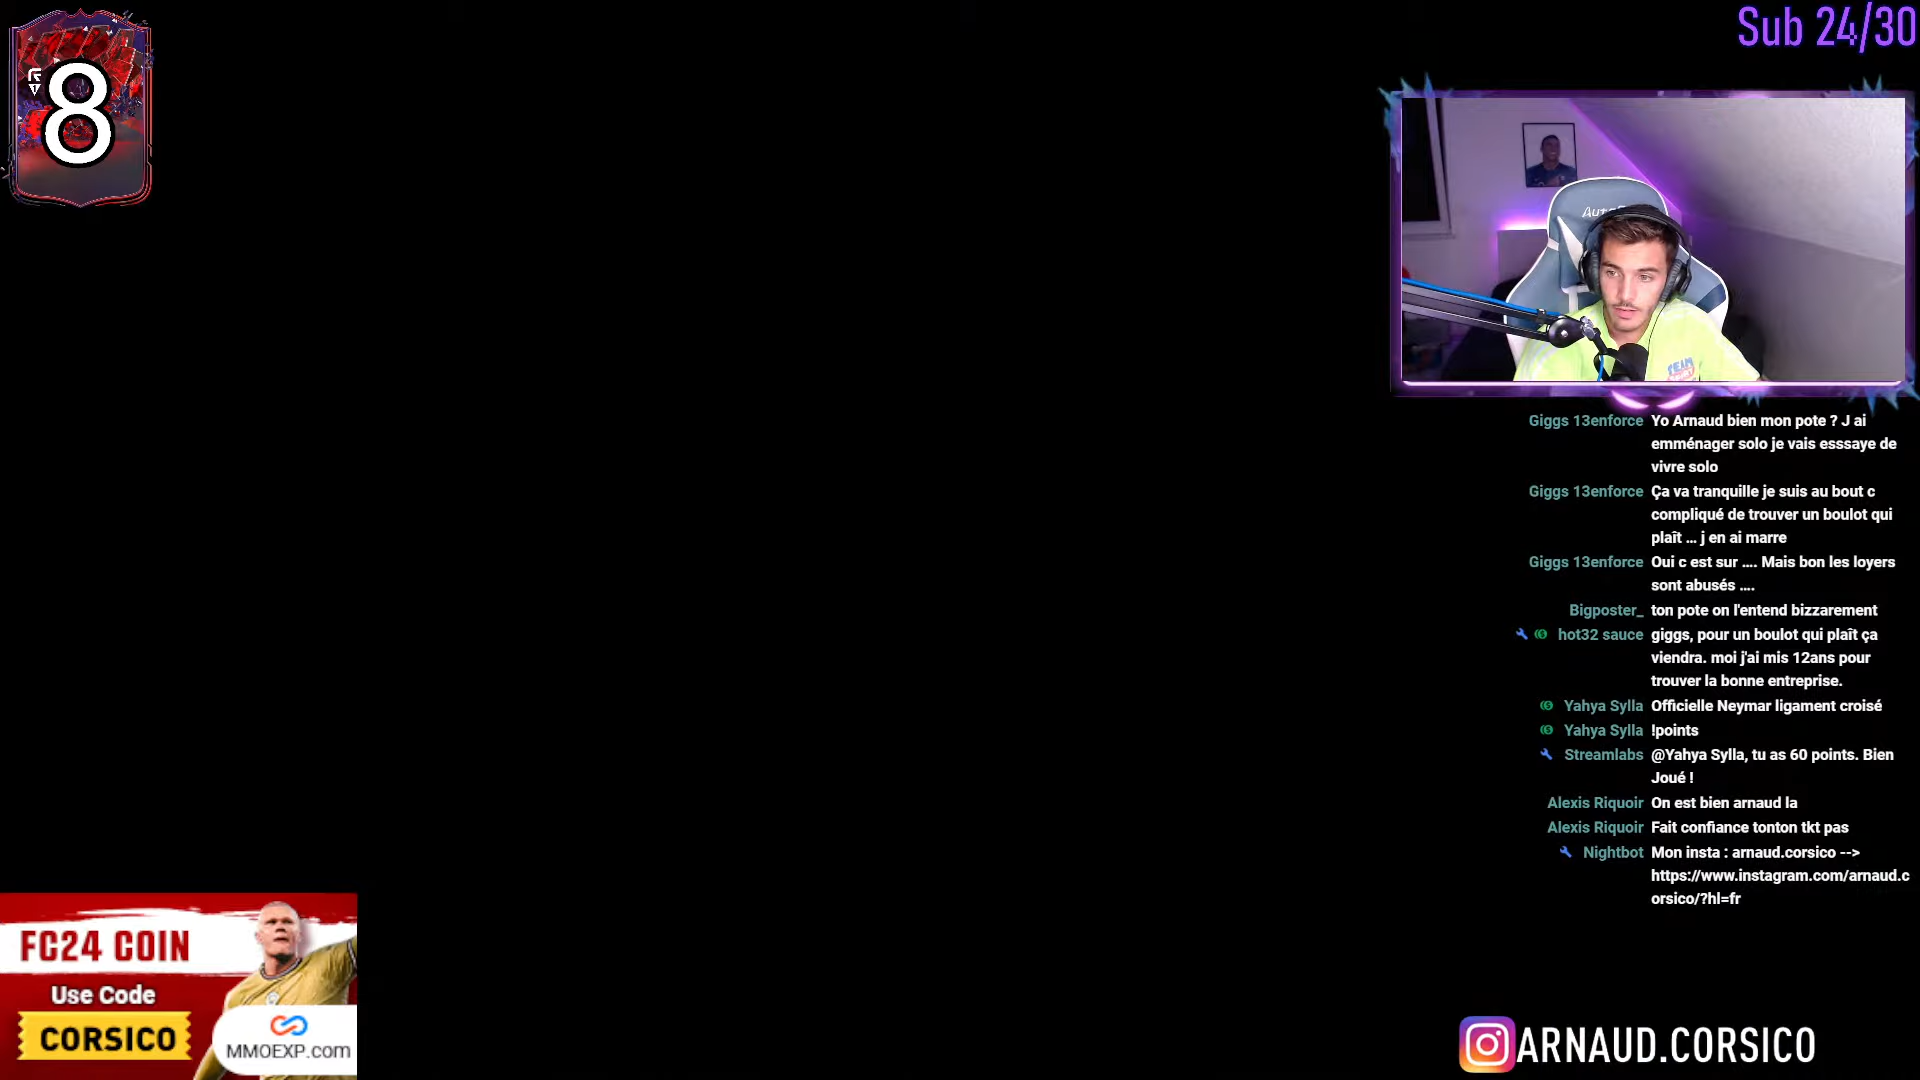 8
Sub 24/30
Giggs 13enforce Yo Arnaud bien mon pote ? J ai
emménager solo je vais esssaye de
vivre solo
Giggs 13enforce Ça va tranquille je suis au bout c
compliqué de trouver un boulot qui
plaît ... j en ai marre
Giggs 13enforce Oui c est sur .... Mais bon les loyers
sont abusés ....
Bigposter_ ton pote on l'entend bizzarement
hot32 sauce giggs, pour un boulot qui plaît ça
viendra. moi j'ai mis 12ans pour
trouver la bonne entreprise.
Yahya Sylla Officielle Neymar ligament croisé
Yahya Sylla !points
Streamlabs @Yahya Sylla, tu as 60 points. Bien
Joué !
Alexis Riquoir On est bien arnaud la
Alexis Riquoir Fait confiance tonton tkt pas
Nightbot Mon insta : arnaud.corsico -->
https://www.instagram.com/arnaud.c
orsico/?hl=fr
FC24 COIN
Use Code
CORSICO
MMOEXP.com
ARNAUD.CORSICO